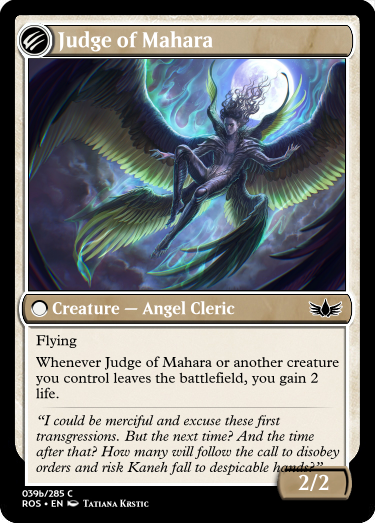 Judge of Mahara
Creature — Angel Cleric
Flying
Whenever Judge of Mahara or another creature
you control leaves the battlefield, you gain 2
life.
“I could be merciful and excuse these first
transgressions. But the next time? And the time
after that? How many will follow the call to disobey
orders and risk Kaneh fall to despicable hands?”
2/2
039b/285 C
ROS • EN Tatiana Krstic